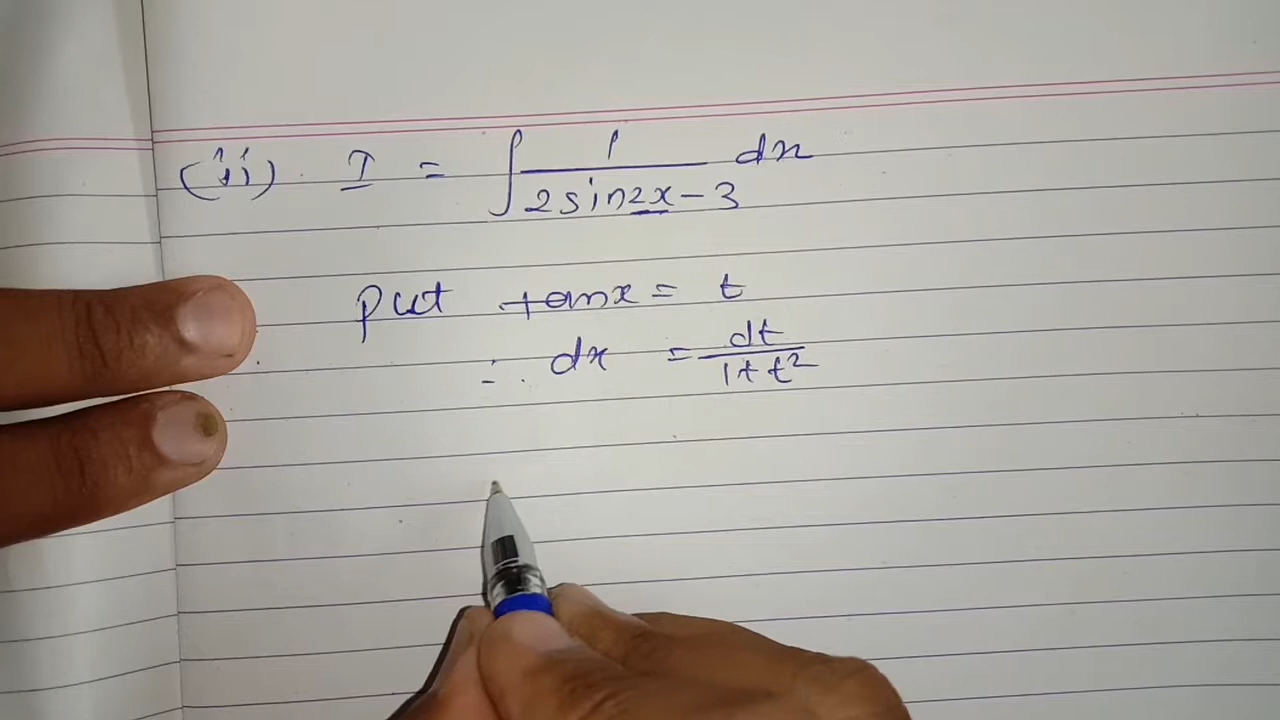 (ii). I = ∫ 1/(2sin2x-3) dx
put tanx = t
∴ dx = dt/(1+t²)